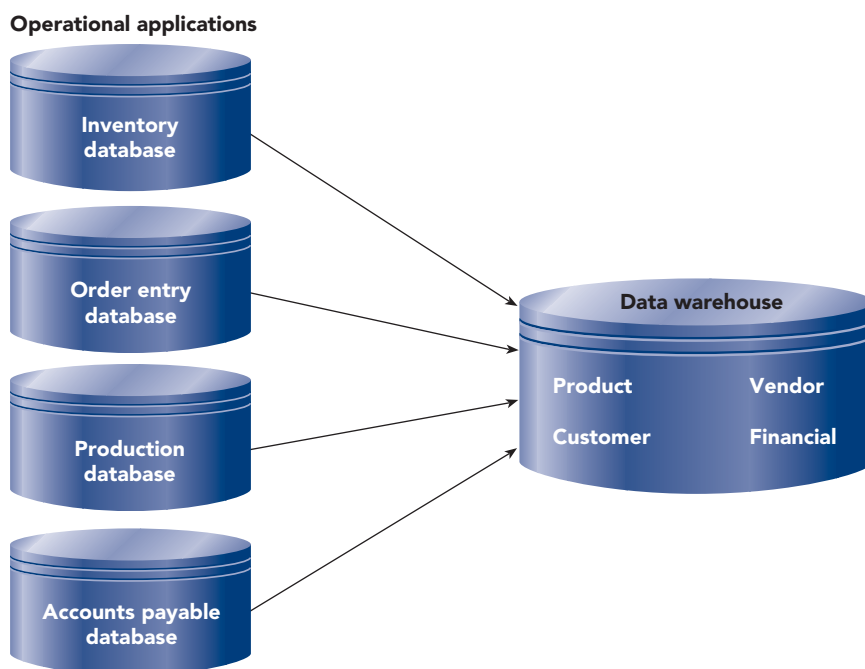 Operational applications
Inventory
database
Order entry
database
Production
database
Accounts payable
database
Data warehouse
Product
Vendor
Customer
Financial